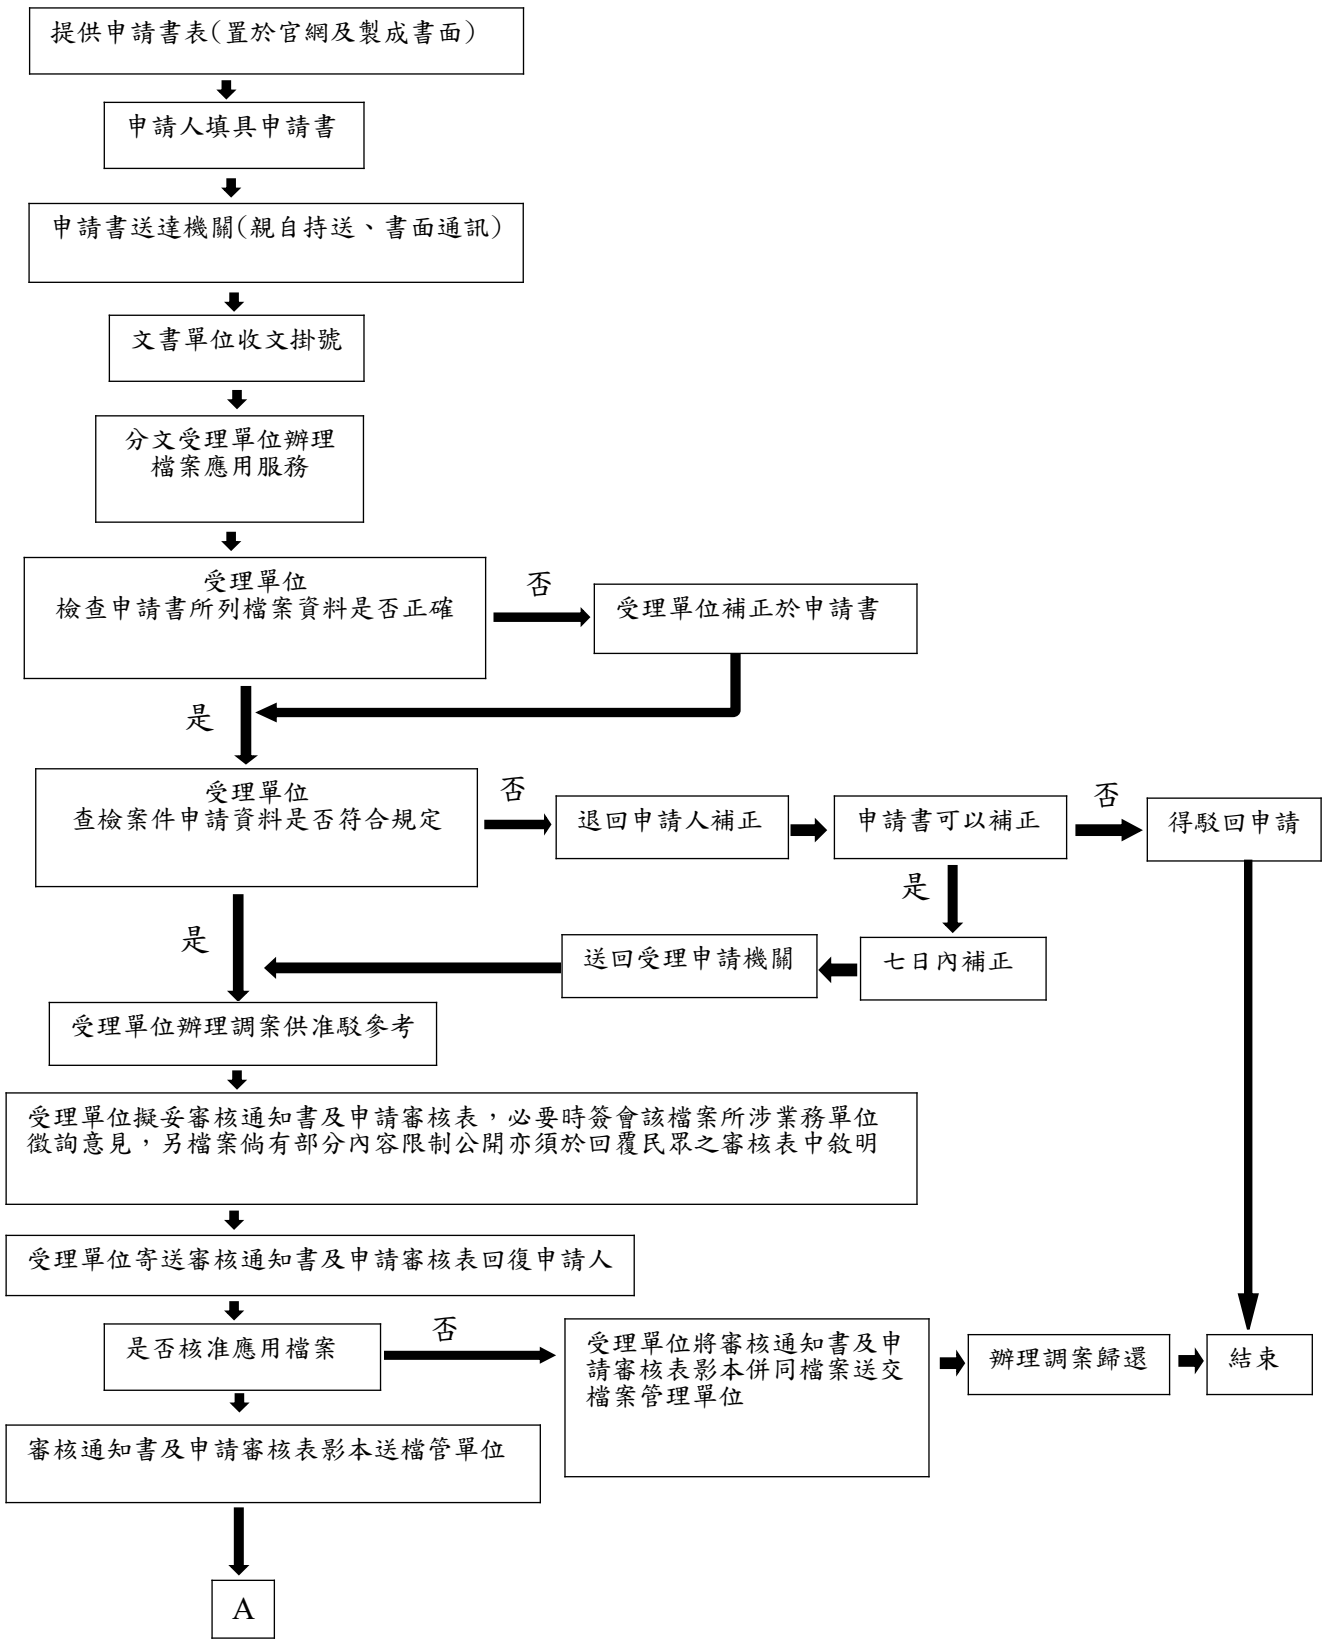 提供申請書表(置於官網及製成書面)
申請人填具申請書
申請書送達機關(親自持送、書面通訊)
文書單位收文掛號
分文受理單位辦理
檔案應用服務
受理單位
檢查申請書所列檔案資料是否正確
否
受理單位補正於申請書
是
受理單位
查檢案件申請資料是否符合規定
否
退回申請人補正
申請書可以補正
否
得駁回申請
是
是
送回受理申請機關
七日內補正
受理單位辦理調案供准駁參考
受理單位擬妥審核通知書及申請審核表，必要時簽會該檔案所涉業務單位
徵詢意見，另檔案倘有部分內容限制公開亦須於回覆民眾之審核表中敘明
受理單位寄送審核通知書及申請審核表回復申請人
是否核准應用檔案
否
受理單位將審核通知書及申
請審核表影本併同檔案送交
檔案管理單位
辦理調案歸還
結束
審核通知書及申請審核表影本送檔管單位
A